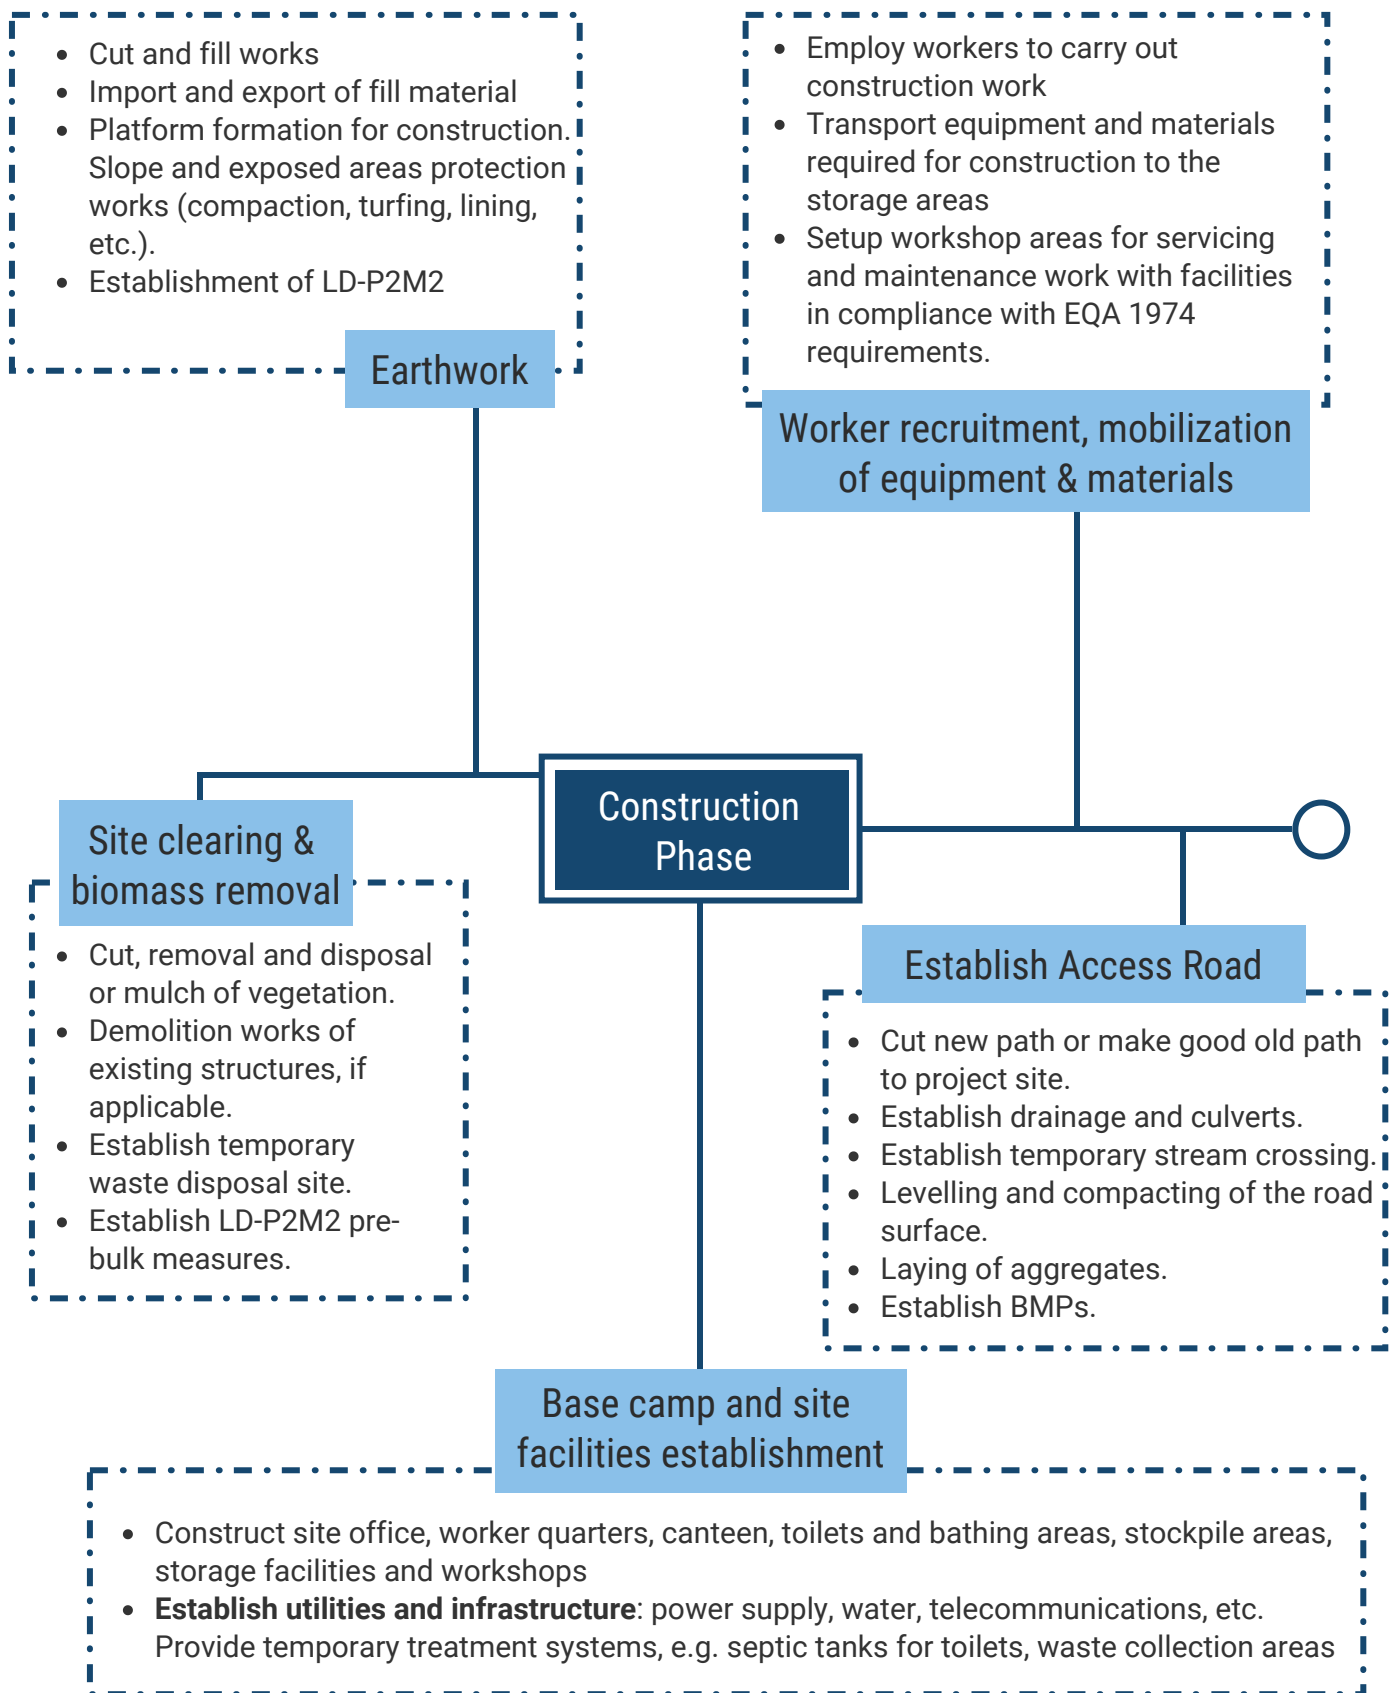 Cut and fill works
Import and export of fill material
Platform formation for construction.
Slope and exposed areas protection
works (compaction, turfing, lining,
etc.).
Establishment of LD-P2M2
Earthwork
Employ workers to carry out
construction work
Transport equipment and materials
required for construction to the
storage areas
Setup workshop areas for servicing
and maintenance work with facilities
in compliance with EQA 1974
requirements.
Worker recruitment, mobilization
of equipment & materials
Construction
Phase
Site clearing &
biomass removal
Cut, removal and disposal
or mulch of vegetation.
Demolition works of
existing structures, if
applicable.
Establish temporary
waste disposal site.
Establish LD-P2M2 pre-
bulk measures.
Establish Access Road
Cut new path or make good old path
to project site.
Establish drainage and culverts.
Establish temporary stream crossing.
Levelling and compacting of the road
surface.
Laying of aggregates.
Establish BMPs.
Base camp and site
facilities establishment
Construct site office, worker quarters, canteen, toilets and bathing areas, stockpile areas,
storage facilities and workshops
Establish utilities and infrastructure: power supply, water, telecommunications, etc.
Provide temporary treatment systems, e.g. septic tanks for toilets, waste collection areas